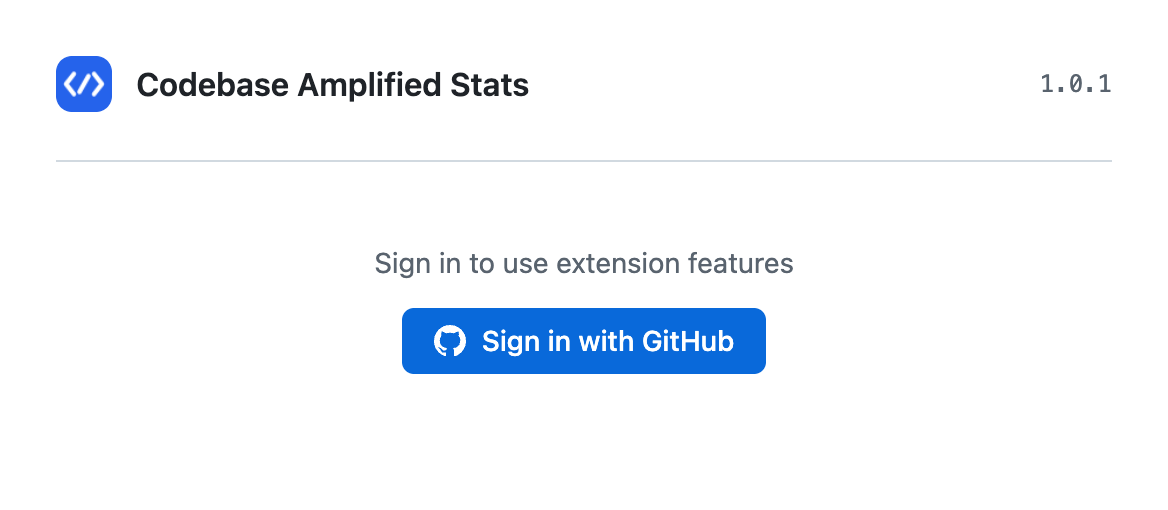 Codebase Amplified Stats
1.0.1
Sign in to use extension features
Sign in with GitHub